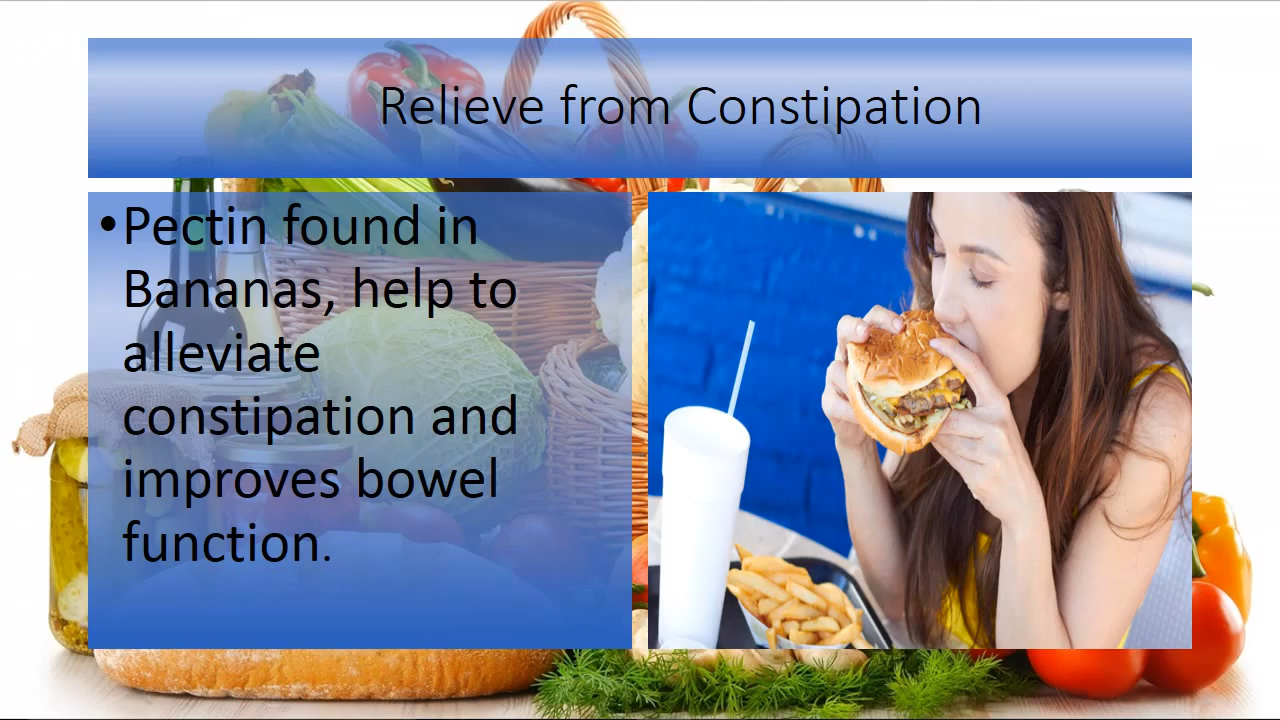 Relieve from Constipation
•Pectin found in
Bananas, help to
alleviate
constipation and
improves bowel
function.